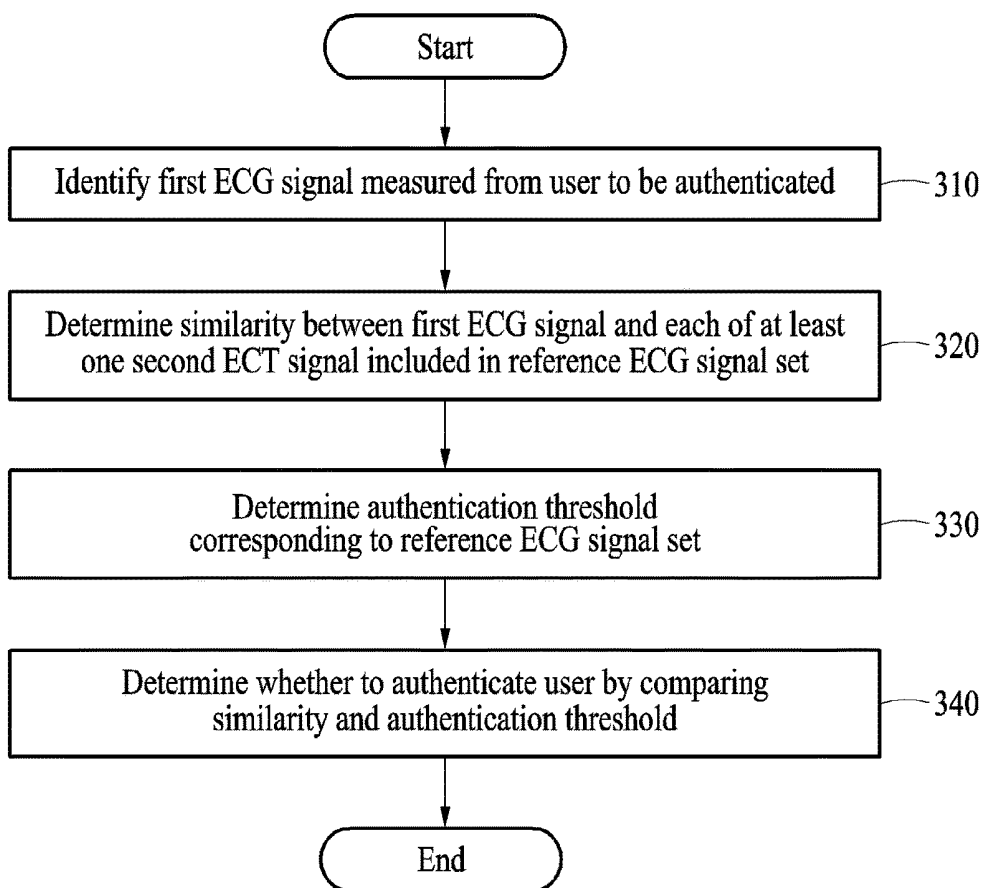 Start
Identify first ECG signal measured from user to be authenticated
310
Determine similarity between first ECG signal and each of at least
one second ECT signal included in reference ECG signal set
320
Determine authentication threshold
corresponding to reference ECG signal set
330
Determine whether to authenticate user by comparing
similarity and authentication threshold
340
End